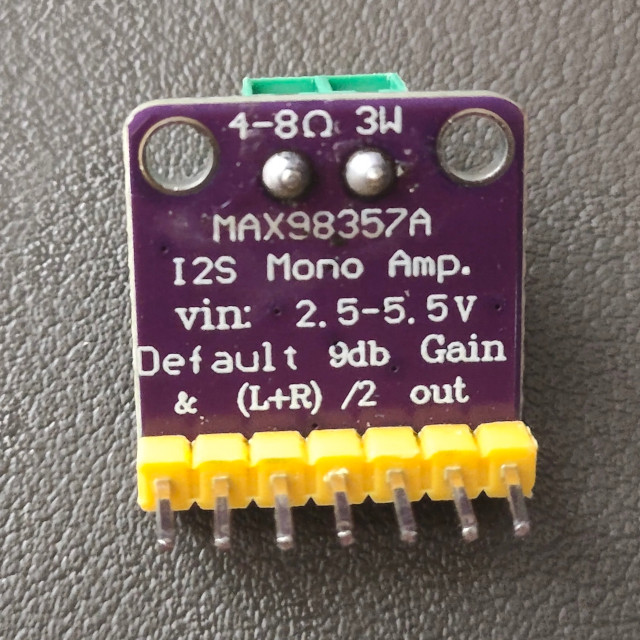 4-8Ω 3W
MAX98357A
I2S Mono Amp.
vin: 2.5-5.5V
Default 9db Gain
& (L+R) /2 out